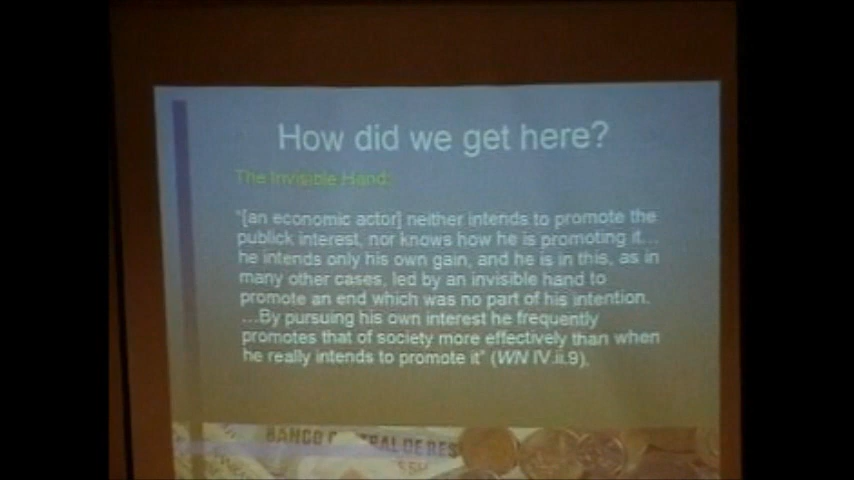 How did we get here?
The Invisible Hand:
"[an economic actor] neither intends to promote the
publick interest, nor knows how he is promoting it...
he intends only his own gain, and he is in this, as in
many other cases, led by an invisible hand to
promote an end which was no part of his intention.
...By pursuing his own interest he frequently
promotes that of society more effectively than when
he really intends to promote it" (WN IV.ii.9).
BANCO C TRAL DE RES